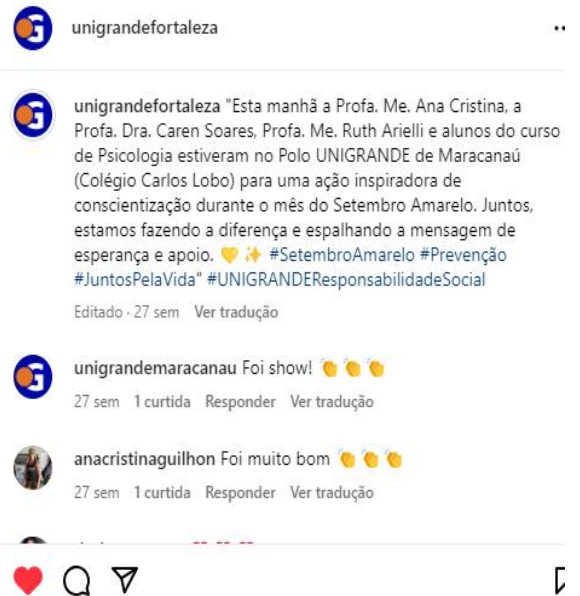 unigrandefortaleza
unigrandefortaleza "Esta manhã a Profa. Me. Ana Cristina, a
Profa. Dra. Caren Soares, Profa. Me. Ruth Arielli e alunos do curso
de Psicologia estiveram no Polo UNIGRANDE de Maracanaú
(Colégio Carlos Lobo) para uma ação inspiradora de
conscientização durante o mês do Setembro Amarelo. Juntos,
estamos fazendo a diferença e espalhando a mensagem de
esperança e apoio. 💛 ✨ #SetembroAmarelo #Prevenção
#JuntosPelaVida" #UNIGRANDEResponsabilidadeSocial
Editado · 27 sem Ver tradução
unigrandemaracanau Foi show! 👏 👏 👏
27 sem 1 curtida Responder Ver tradução
anacristinaguilhon Foi muito bom 👏 👏 👏
27 sem 1 curtida Responder Ver tradução